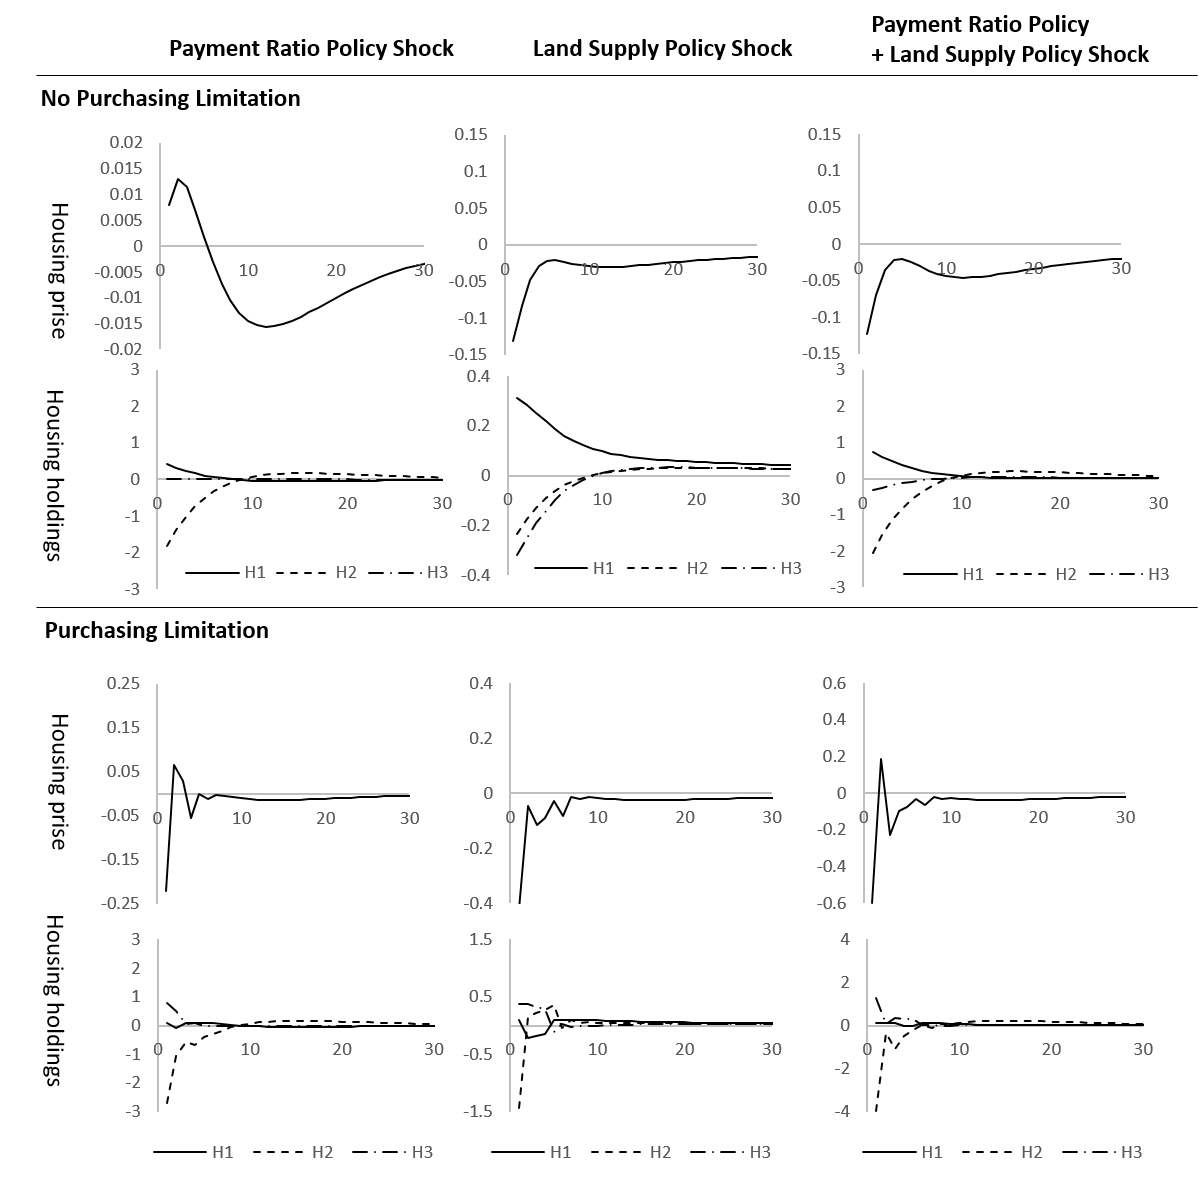 Payment Ratio Policy Shock
Land Supply Policy Shock
Payment Ratio Policy
+ Land Supply Policy Shock
No Purchasing Limitation
Housing prise
0.02
0.015
0.01
0.005
0
-0.005
-0.01
-0.015
-0.02
0 10 20 30
0.15
0.1
0.05
0
-0.05
-0.1
-0.15
0 10 20 30
0.15
0.1
0.05
0
-0.05
-0.1
-0.15
0 10 20 30
Housing holdings
3
2
1
0
-1
-2
-3
0 10 20 30
H1 H2 H3
0.4
0.2
0
-0.2
-0.4
0 10 20 30
H1 H2 H3
3
2
1
0
-1
-2
-3
0 10 20 30
H1 H2 H3
Purchasing Limitation
Housing prise
0.25
0.15
0.05
-0.05
-0.15
-0.25
0 10 20 30
0.4
0.2
0
-0.2
-0.4
0 10 20 30
0.6
0.4
0.2
0
-0.2
-0.4
-0.6
0 10 20 30
Housing holdings
3
2
1
0
-1
-2
-3
0 10 20 30
H1 H2 H3
1.5
0.5
-0.5
-1.5
0 10 20 30
H1 H2 H3
4
2
0
-2
-4
0 10 20 30
H1 H2 H3